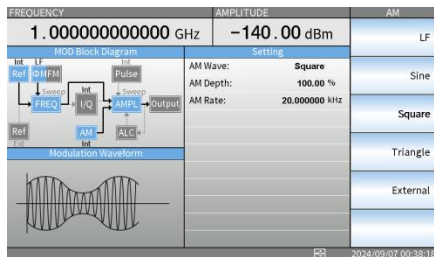 FREQUENCY AMPLITUDE AM
1.000000000000 GHz -140.00 dBm
LF
MOD Block Diagram
Setting
Int LF Int
Ref ΦMFM Pulse
Sweep Int Sweep
FREQ I/Q AMPL Output
Ref AM ALC
Ext Int
Modulation Waveform
AM Wave: Square
AM Depth: 100.00 %
AM Rate: 20.000000 kHz
Sine
Square
Triangle
External
2024/09/07 00:38:18